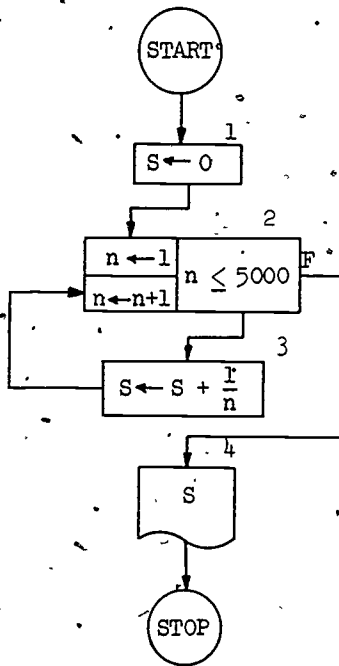 START
1
S ← 0
2
n ← 1
n ← n+1
n ≤ 5000
F
3
S ← S + 1/n
4
S
STOP